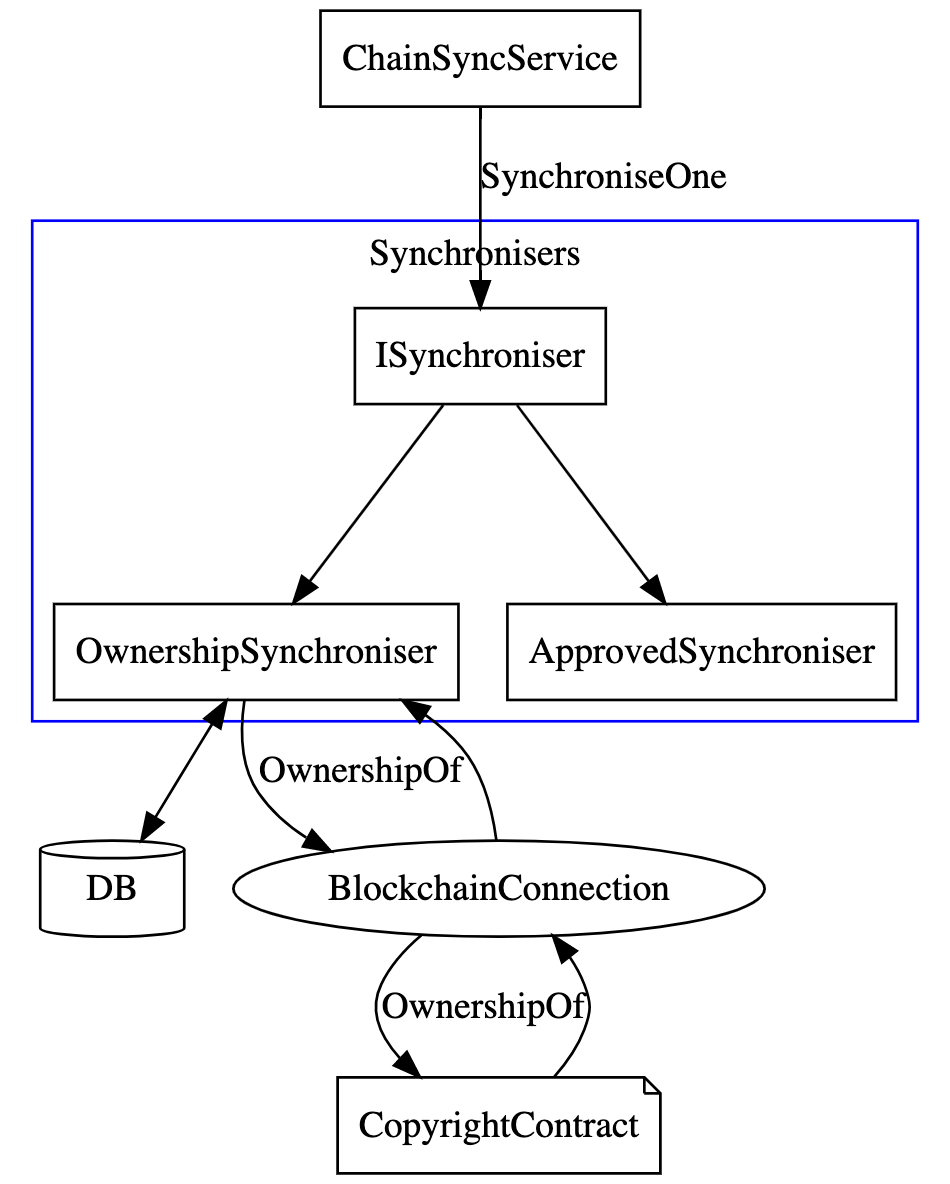 ChainSyncService
SynchroniseOne
Synchronisers
ISynchroniser
OwnershipSynchroniser
ApprovedSynchroniser
OwnershipOf
DB
BlockchainConnection
OwnershipOf
CopyrightContract